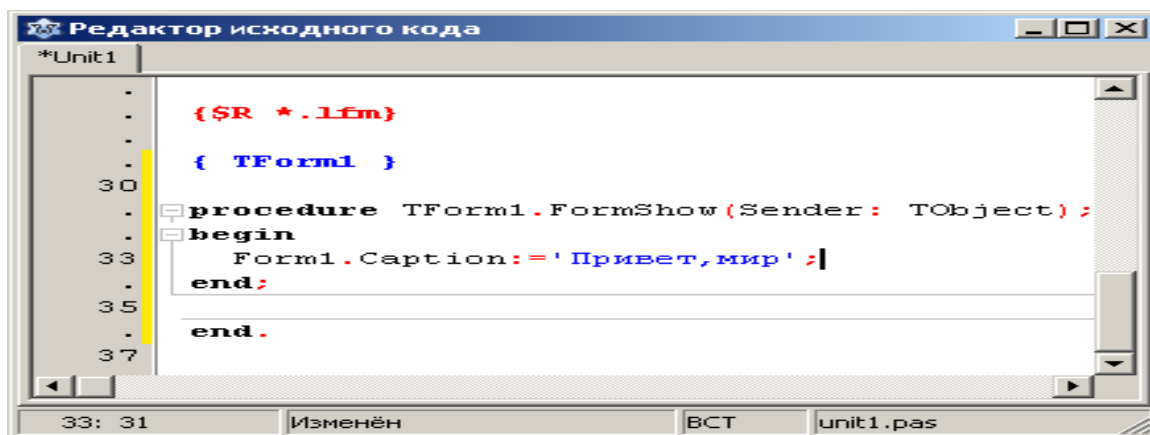 Редактор исходного кода
*Unit1
{$R *.lfm}
{ TForm1 }
30
procedure TForm1.FormShow(Sender: TObject);
begin
33 Form1.Caption:='Привет,мир';
end;
35
end.
37
33: 31 Изменён ВСТ unit1.pas